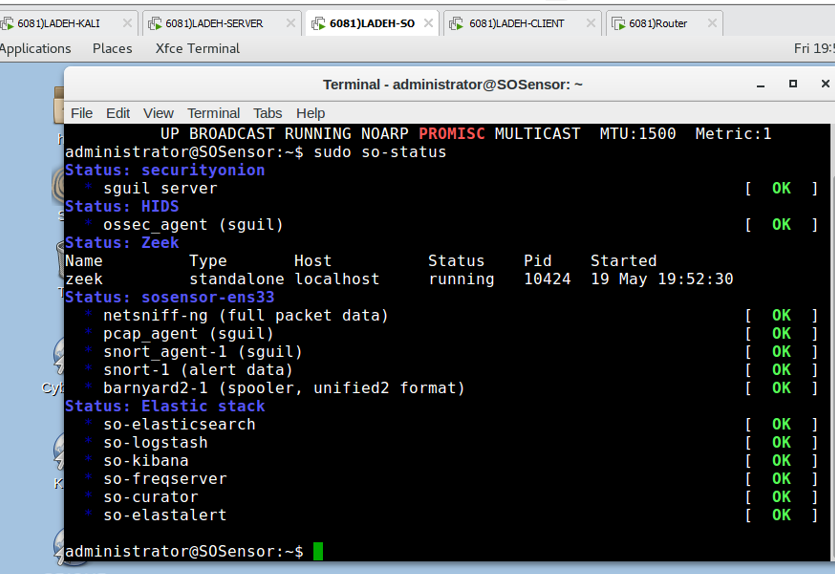 6081)LADEH-KALI × 6081)LADEH-SERVER × 6081)LADEH-SO × 6081)LADEH-CLIENT × 6081)Router ×
Applications Places Xfce Terminal Fri 19:5
Terminal - administrator@SOSensor: ~
File Edit View Terminal Tabs Help
UP BROADCAST RUNNING NOARP PROMISC MULTICAST MTU:1500 Metric:1
administrator@SOSensor:~$ sudo so-status
Status: securityonion
* sguil server [ OK ]
Status: HIDS
* ossec_agent (sguil) [ OK ]
Status: Zeek
Name Type Host Status Pid Started
zeek standalone localhost running 10424 19 May 19:52:30
Status: sosensor-ens33
* netsniff-ng (full packet data) [ OK ]
* pcap_agent (sguil) [ OK ]
* snort_agent-1 (sguil) [ OK ]
* snort-1 (alert data) [ OK ]
* barnyard2-1 (spooler, unified2 format) [ OK ]
Status: Elastic stack
* so-elasticsearch [ OK ]
* so-logstash [ OK ]
* so-kibana [ OK ]
* so-freqserver [ OK ]
* so-curator [ OK ]
* so-elastalert [ OK ]
administrator@SOSensor:~$